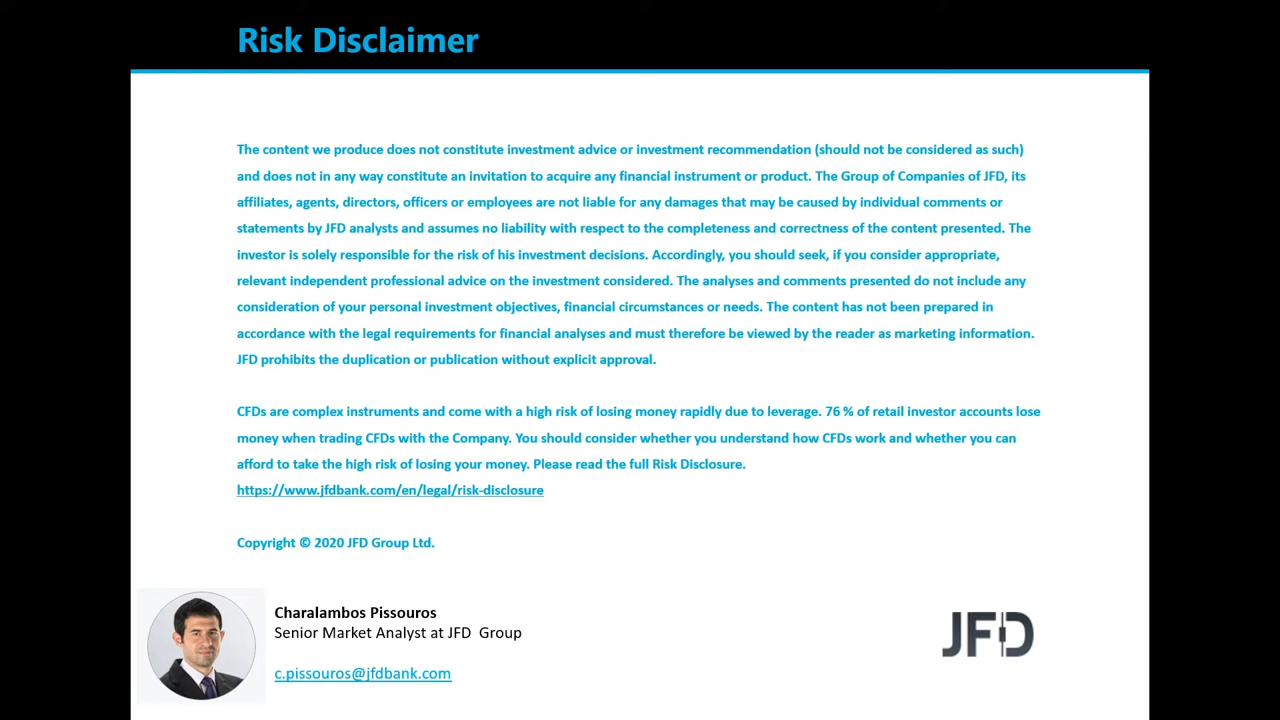 Risk Disclaimer
The content we produce does not constitute investment advice or investment recommendation (should not be considered as such)
and does not in any way constitute an invitation to acquire any financial instrument or product. The Group of Companies of JFD, its
affiliates, agents, directors, officers or employees are not liable for any damages that may be caused by individual comments or
statements by JFD analysts and assumes no liability with respect to the completeness and correctness of the content presented. The
investor is solely responsible for the risk of his investment decisions. Accordingly, you should seek, if you consider appropriate,
relevant independent professional advice on the investment considered. The analyses and comments presented do not include any
consideration of your personal investment objectives, financial circumstances or needs. The content has not been prepared in
accordance with the legal requirements for financial analyses and must therefore be viewed by the reader as marketing information.
JFD prohibits the duplication or publication without explicit approval.
CFDs are complex instruments and come with a high risk of losing money rapidly due to leverage. 76 % of retail investor accounts lose
money when trading CFDs with the Company. You should consider whether you understand how CFDs work and whether you can
afford to take the high risk of losing your money. Please read the full Risk Disclosure.
https://www.jfdbank.com/en/legal/risk-disclosure
Copyright © 2020 JFD Group Ltd.
Charalambos Pissouros
Senior Market Analyst at JFD Group
c.pissouros@jfdbank.com
JFD